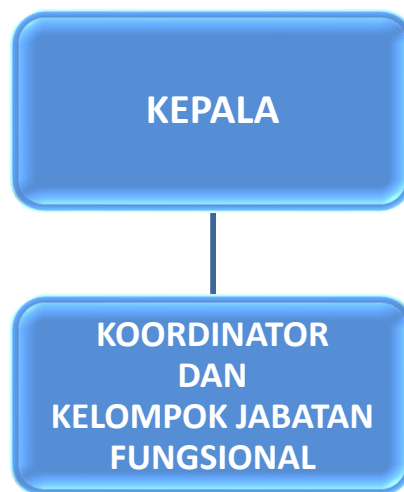 KEPALA
KOORDINATOR
DAN
KELOMPOK JABATAN
FUNGSIONAL